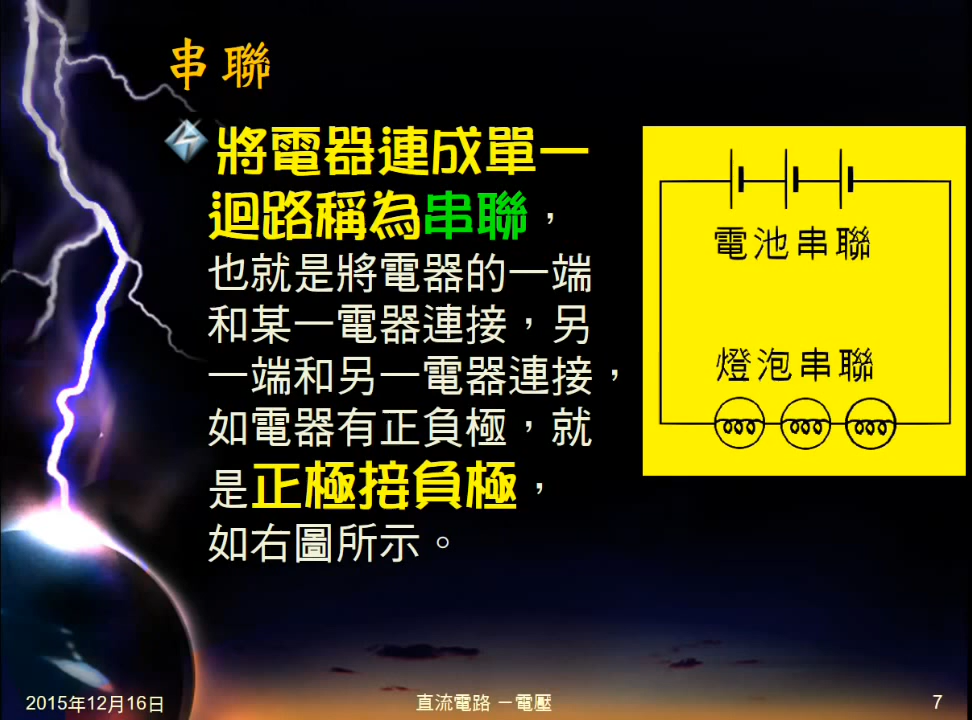 串聯
將電器連成單一
迴路稱為串聯，
也就是將電器的一端
和某一電器連接，另
一端和另一電器連接，
如電器有正負極，就
是正極接負極，
如右圖所示。
電池串聯
燈泡串聯
2015年12月16日
直流電路 －電壓
7